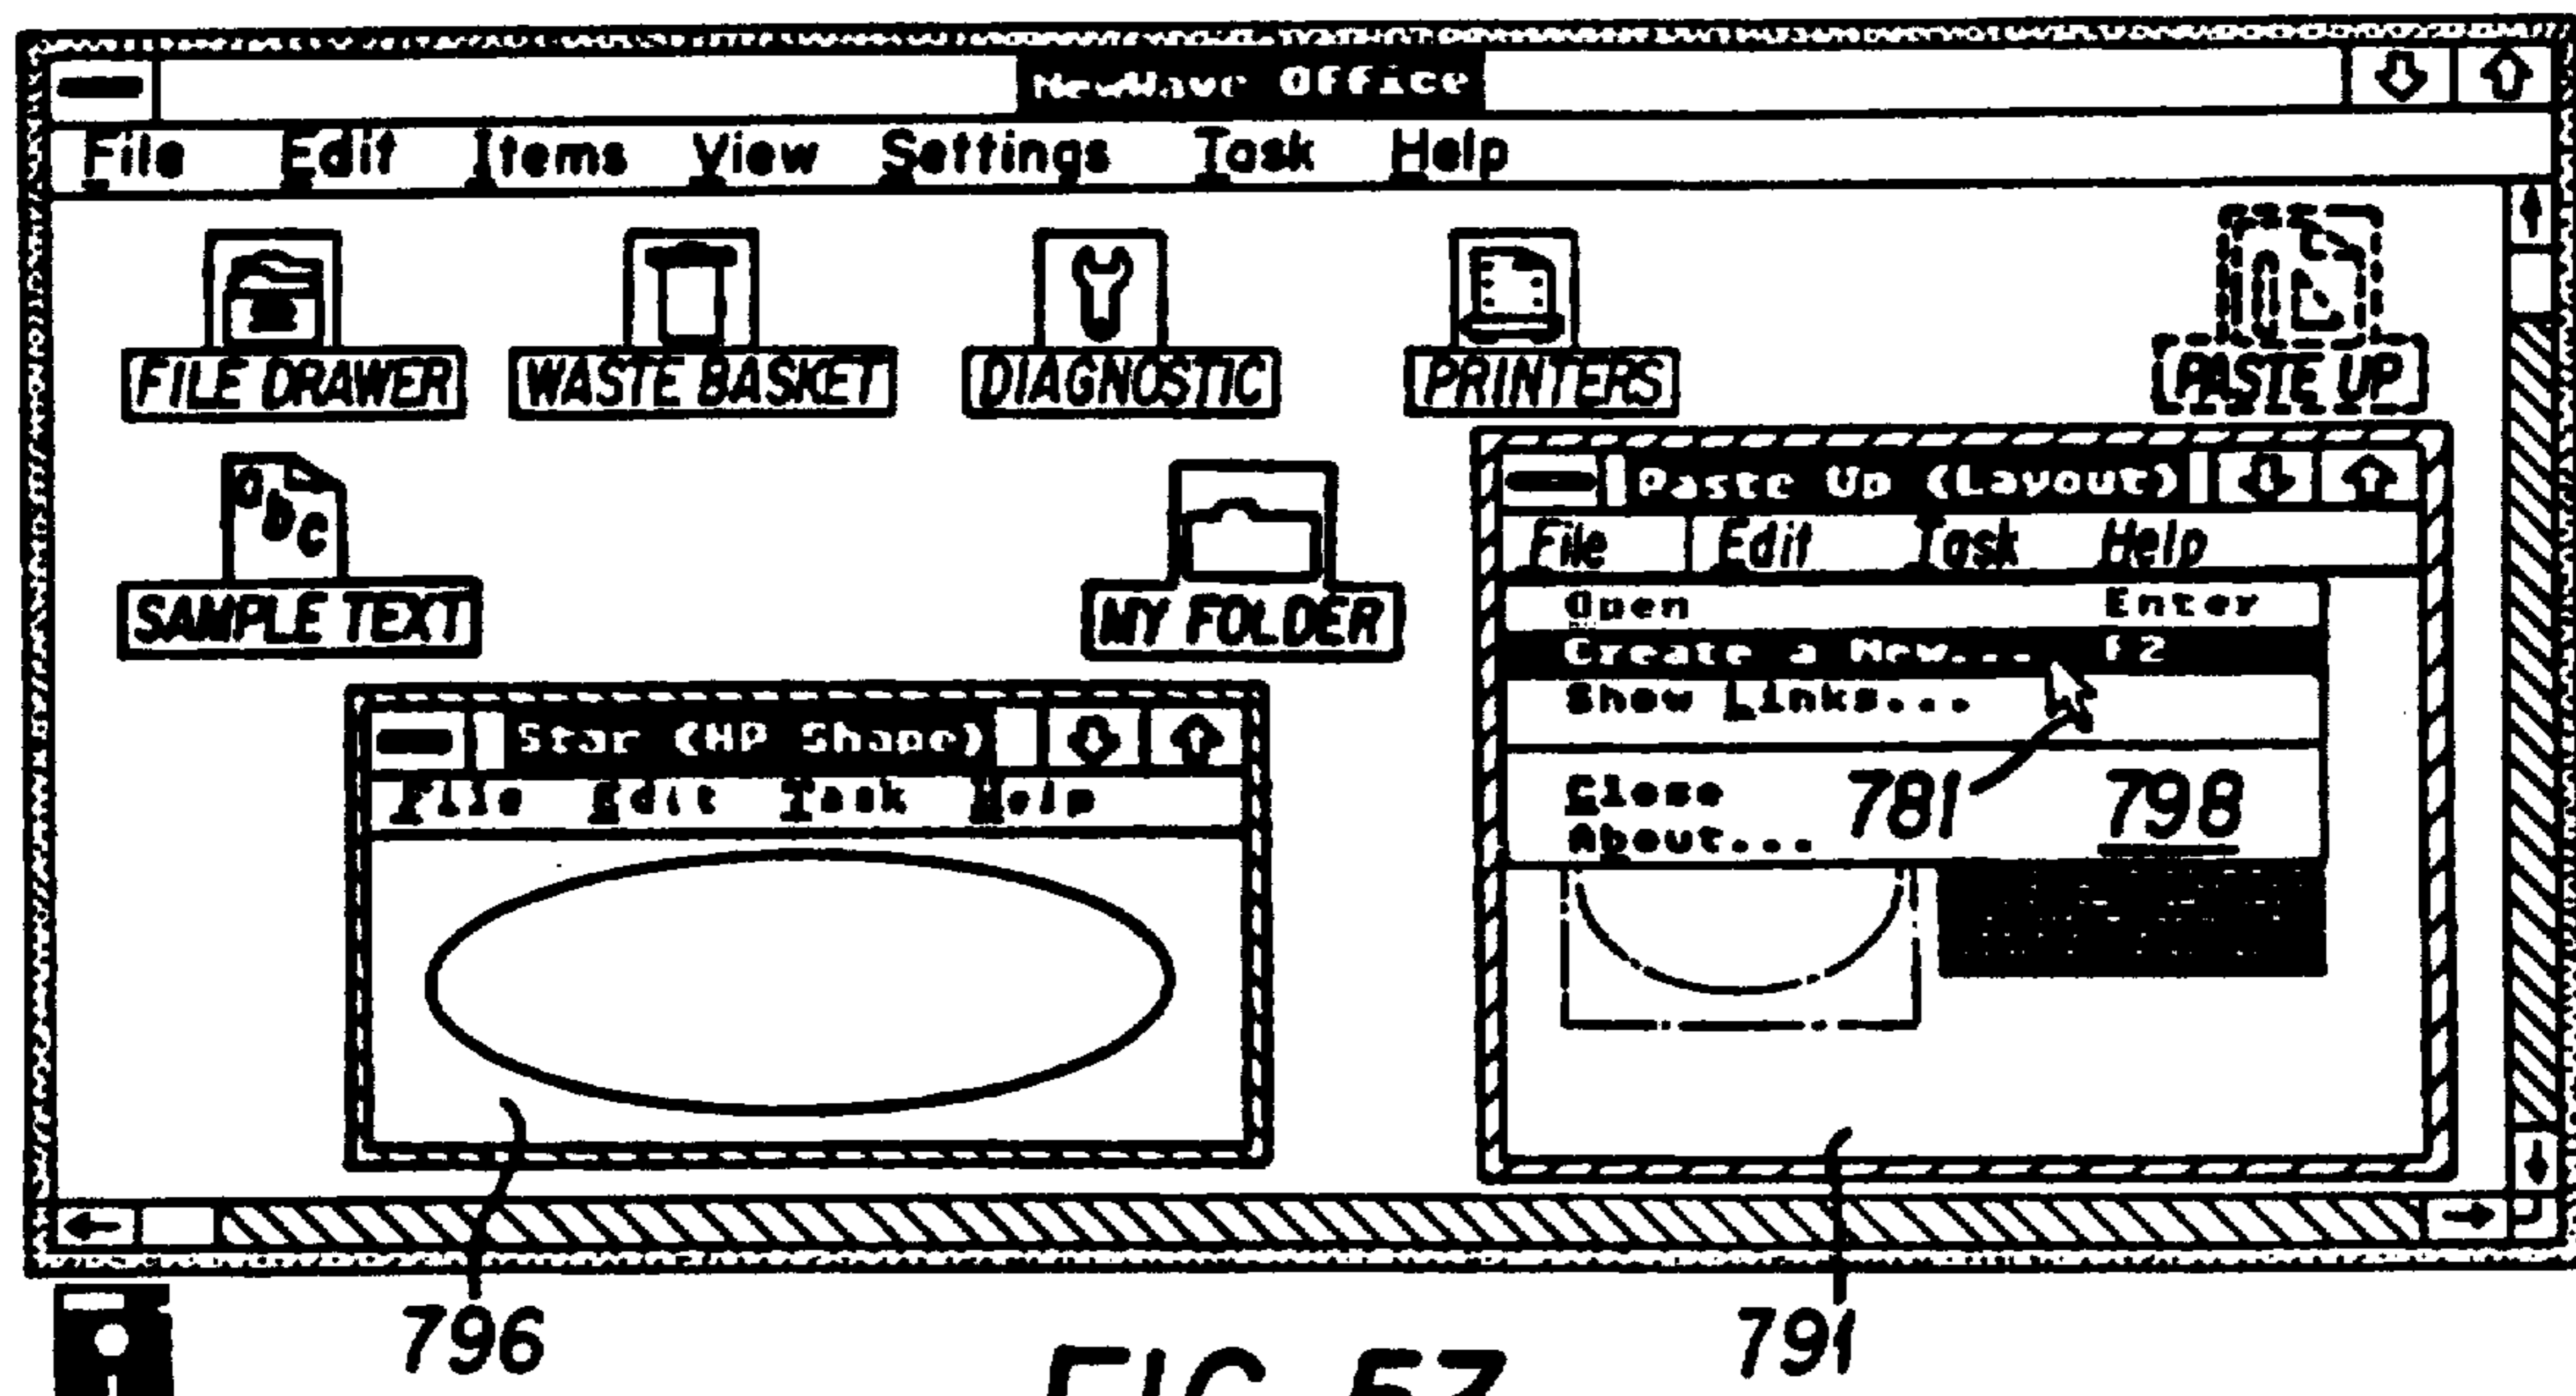 NewWave Office
File Edit Items View Settings Task Help
FILE DRAWER WASTE BASKET DIAGNOSTIC PRINTERS PASTE UP
SAMPLE TEXT MY FOLDER
Paste Up (Layout)
File Edit Task Help
Open Enter
Create a New... F2
Show Links...
Close
About...
781 798
Star (HP Shape)
File Edit Task Help
796 791
FIG 57